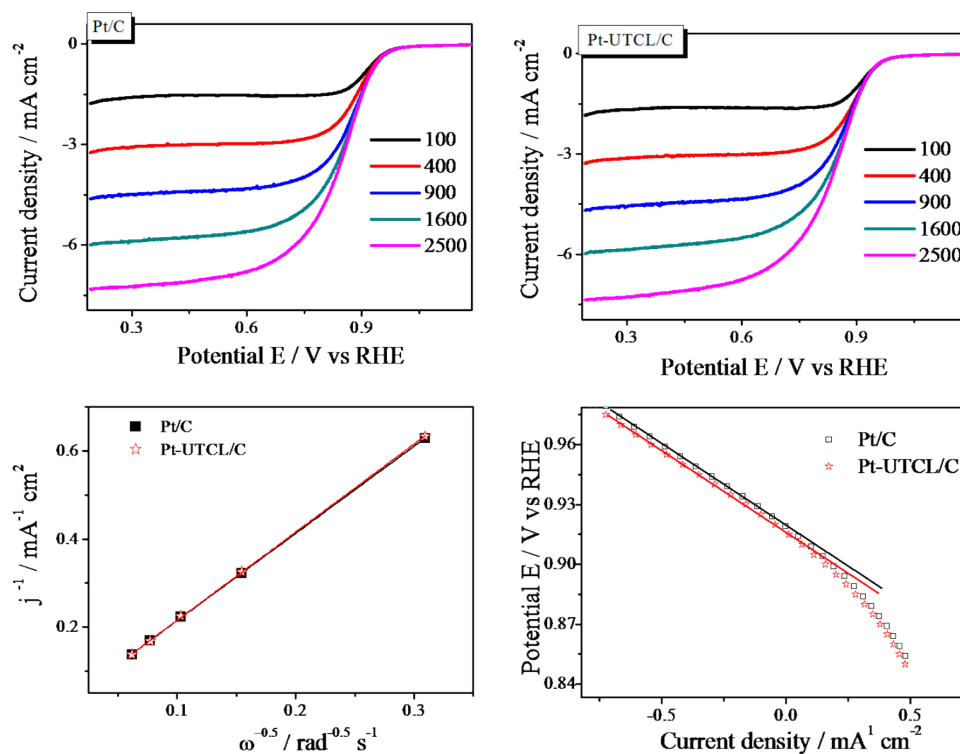 Pt/C
0
-3
-6
Current density / mA cm⁻²
100
400
900
1600
2500
0.3
0.6
0.9
Potential E / V vs RHE
Pt-UTCL/C
0
-3
-6
Current density / mA cm⁻²
100
400
900
1600
2500
0.3
0.6
0.9
Potential E / V vs RHE
Pt/C
Pt-UTCL/C
0.6
0.4
0.2
0.0
j⁻¹ / mA⁻¹ cm²
0.1
0.2
0.3
ω⁻⁰·⁵ / rad⁻⁰·⁵ s⁻¹
Pt/C
Pt-UTCL/C
0.96
0.93
0.90
0.87
0.84
Potential E / V vs RHE
-0.5
0.0
0.5
Current density / mA¹ cm⁻²